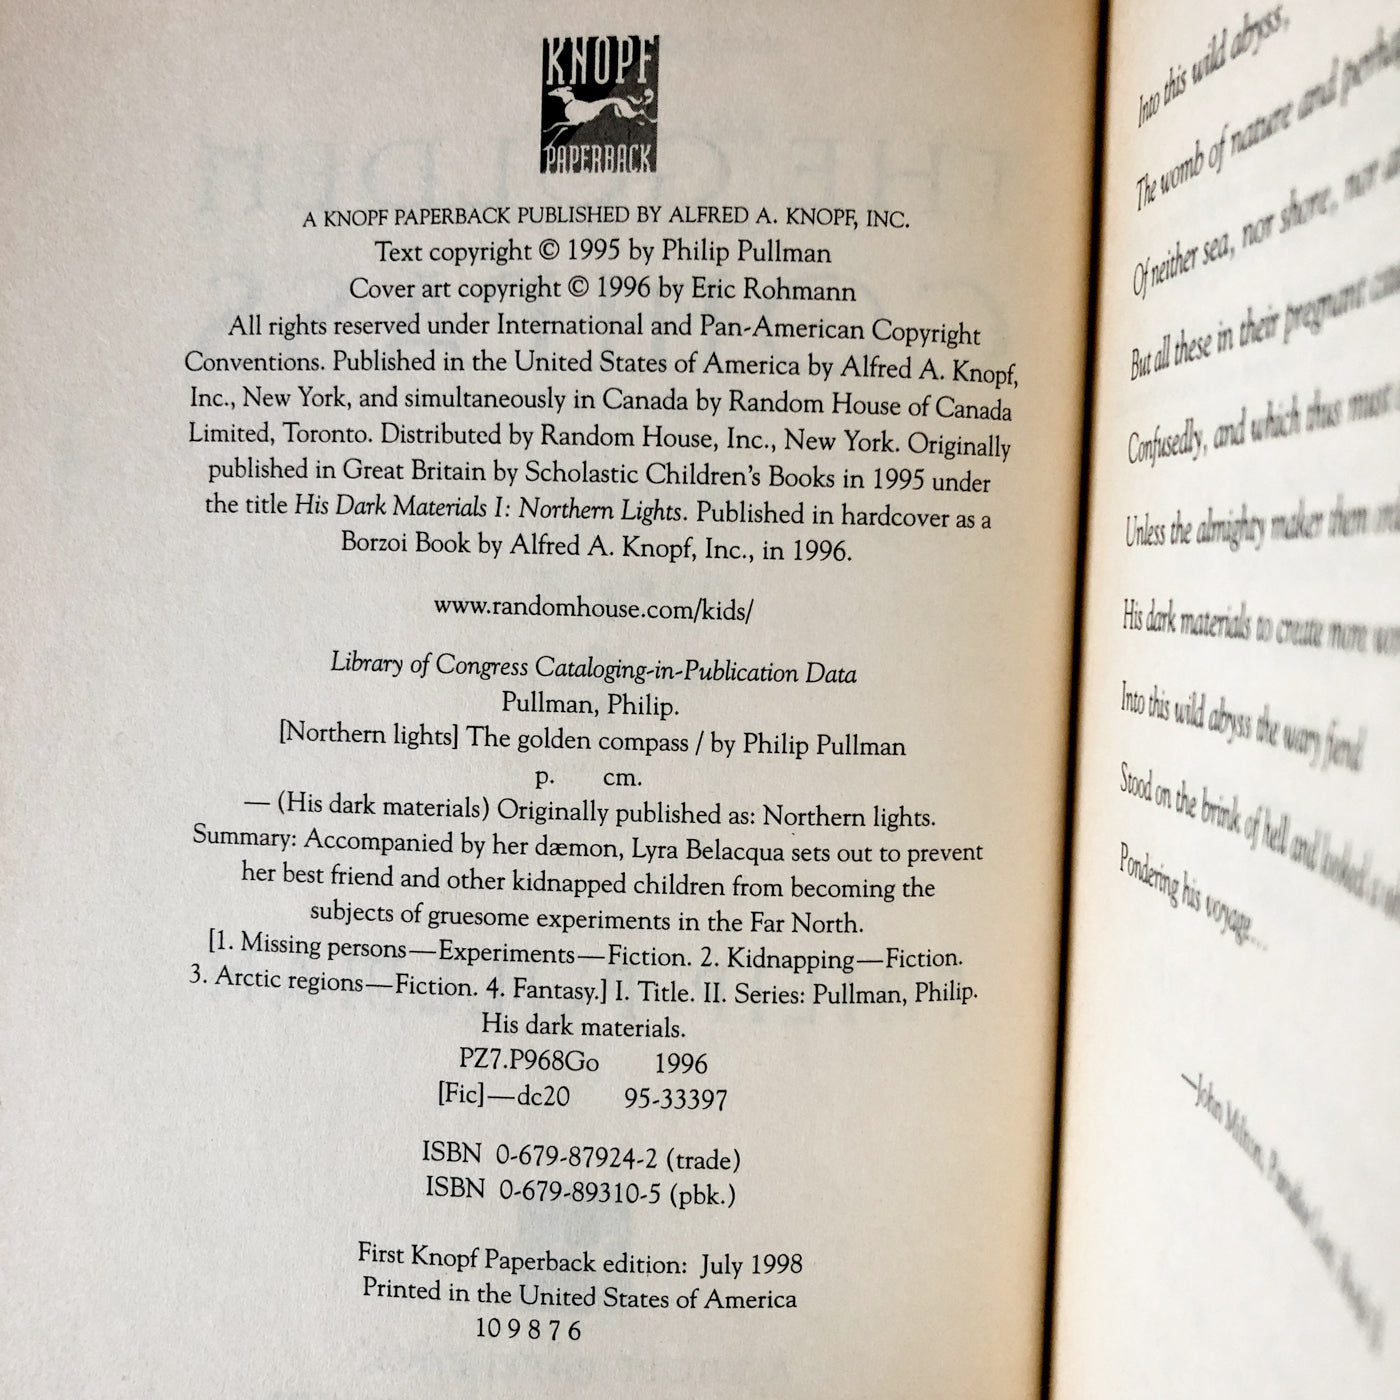 KNOPF
PAPERBACK
A KNOPF PAPERBACK PUBLISHED BY ALFRED A. KNOPF, INC.
Text copyright © 1995 by Philip Pullman
Cover art copyright © 1996 by Eric Rohmann
All rights reserved under International and Pan-American Copyright
Conventions. Published in the United States of America by Alfred A. Knopf,
Inc., New York, and simultaneously in Canada by Random House of Canada
Limited, Toronto. Distributed by Random House, Inc., New York. Originally
published in Great Britain by Scholastic Children's Books in 1995 under
the title His Dark Materials I: Northern Lights. Published in hardcover as a
Borzoi Book by Alfred A. Knopf, Inc., in 1996.
www.randomhouse.com/kids/
Library of Congress Cataloging-in-Publication Data
Pullman, Philip.
[Northern lights] The golden compass / by Philip Pullman
p. cm.
— (His dark materials) Originally published as: Northern lights.
Summary: Accompanied by her dæmon, Lyra Belacqua sets out to prevent
her best friend and other kidnapped children from becoming the
subjects of gruesome experiments in the Far North.
[1. Missing persons—Experiments—Fiction. 2. Kidnapping—Fiction.
3. Arctic regions—Fiction. 4. Fantasy.] I. Title. II. Series: Pullman, Philip.
His dark materials.
PZ7.P968Go 1996
[Fic]—dc20 95-33397
ISBN 0-679-87924-2 (trade)
ISBN 0-679-89310-5 (pbk.)
First Knopf Paperback edition: July 1998
Printed in the United States of America
10 9 8 7 6
Into this wild abyss,
The womb of nature and
Of neither sea, nor shore, nor
But all these in their pregnant
Confusedly, and which thus must
Unless the almighty maker them
His dark materials to create more
Into this wild abyss the wary fiend
Stood on the brink of hell and looked a
Pondering his voyage...
—John Milton,